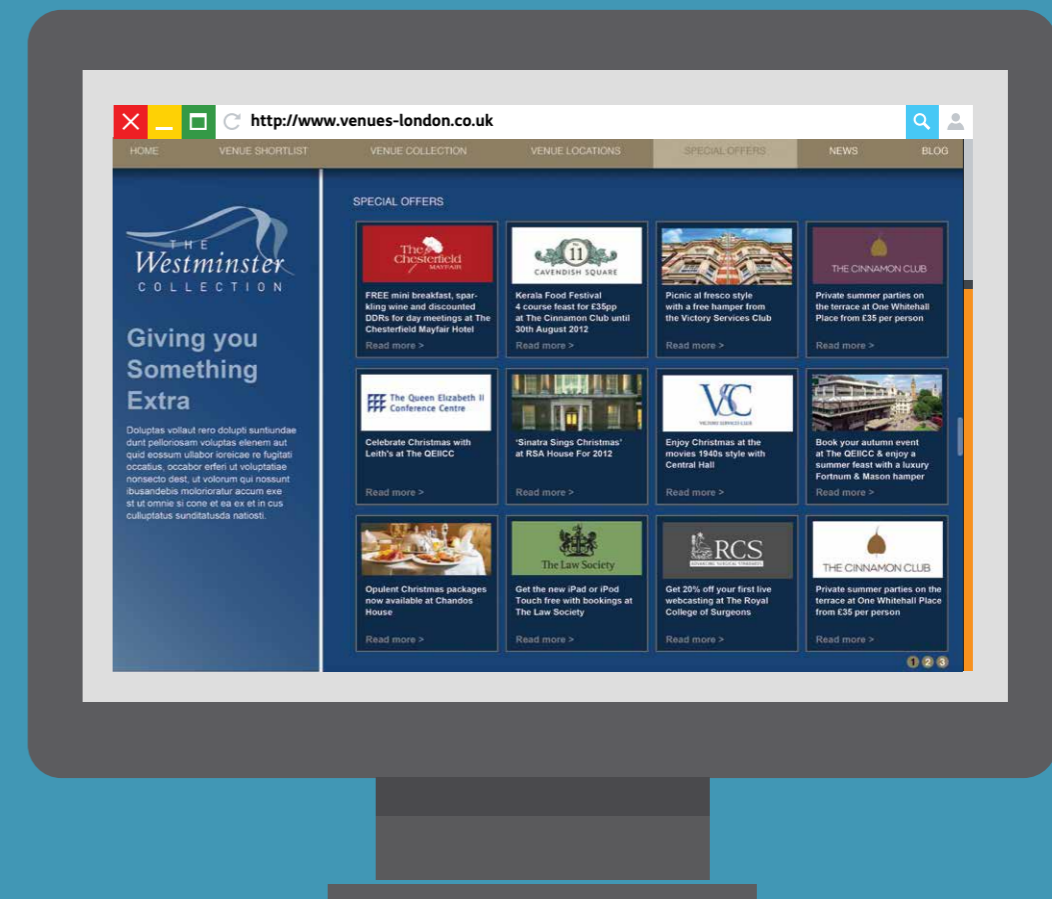 http://www.venues-london.co.uk
HOME VENUE SHORTLIST VENUE COLLECTION VENUE LOCATIONS SPECIAL OFFERS NEWS BLOG
THE
Westminster
COLLECTION
Giving you
Something
Extra
Doluptas vollaut rero dolupti suntiundae
dunt pelloriosam voluptas elenem aut
quid eossum ullabor ioreicae re fugitati
occatius, occabor erferi ut voluptatiae
nonsecto dest, ut volorum qui nossunt
ibusandebis molorioratur accum exe
st ut omnie si cone et ea ex et in cus
culluptatus sunditatusda natiosti.
SPECIAL OFFERS
The
Chesterfield
MAYFAIR
FREE mini breakfast, spar-
kling wine and discounted
DDRs for day meetings at The
Chesterfield Mayfair Hotel
Read more >
The
11
CAVENDISH SQUARE
Kerala Food Festival
4 course feast for £35pp
at The Cinnamon Club until
30th August 2012
Read more >
Picnic al fresco style
with a free hamper from
the Victory Services Club
Read more >
THE CINNAMON CLUB
Private summer parties on
the terrace at One Whitehall
Place from £35 per person
Read more >
The Queen Elizabeth II
Conference Centre
Celebrate Christmas with
Leith's at The QEIICC
Read more >
'Sinatra Sings Christmas'
at RSA House For 2012
Read more >
VSC
VICTORY SERVICES CLUB
Enjoy Christmas at the
movies 1940s style with
Central Hall
Read more >
Book your autumn event
at The QEIICC & enjoy a
summer feast with a luxury
Fortnum & Mason hamper
Read more >
Opulent Christmas packages
now available at Chandos
House
Read more >
The Law Society
Get the new iPad or iPod
Touch free with bookings at
The Law Society
Read more >
RCS
ADVANCING SURGICAL STANDARDS
Get 20% off your first live
webcasting at The Royal
College of Surgeons
Read more >
THE CINNAMON CLUB
Private summer parties on the
terrace at One Whitehall Place
from £35 per person
Read more >
1 2 3